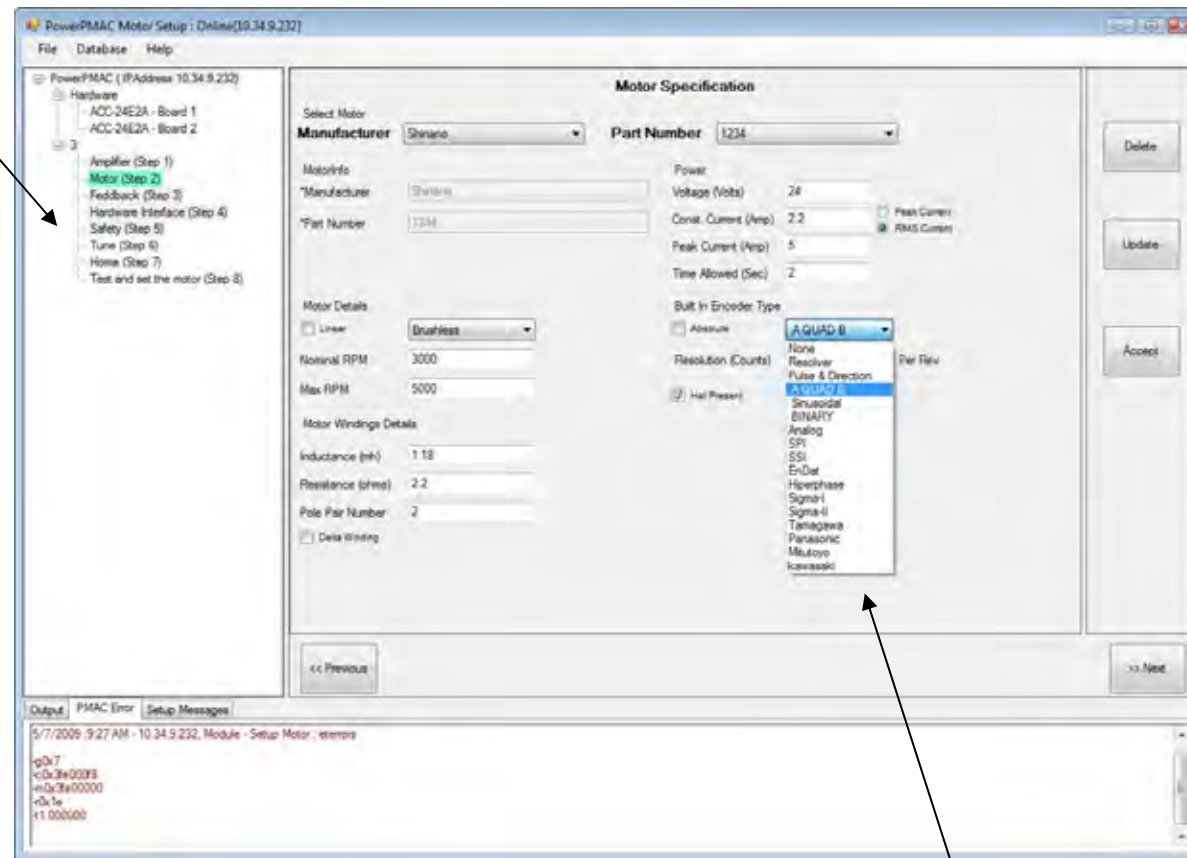 PowerPMAC Motor Setup : Online[10.34.9.232]
File Database Help
PowerPMAC ( IPAddress 10.34.9.232)
Hardware
ACC-24E2A - Board 1
ACC-24E2A - Board 2
3
Amplifier (Step 1)
Motor (Step 2)
Feddback (Step 3)
Hardware Interface (Step 4)
Safety (Step 5)
Tune (Step 6)
Home (Step 7)
Test and set the motor (Step 8)
Motor Specification
Select Motor
Manufacturer Shinano Part Number 1234
MotorInfo
*Manufacturer Shinano
*Part Number 1234
Power
Voltage (Volts) 24
Const. Current (Amp) 2.2
Peak Current
RMS Current
Peak Current (Amp) 5
Time Allowed (Sec) 2
Motor Details
Linear Brushless
Nominal RPM 3000
Max RPM 5000
Motor Windings Details
Inductance (mh) 1.18
Resistance (ohms) 2.2
Pole Pair Number 2
Delta Winding
Built In Encoder Type
Absolute A QUAD B
Resolution (Counts) Per Rev
Hall Present
None
Resolver
Pulse & Direction
A QUAD B
Sinusoidal
BINARY
Analog
SPI
SSI
EnDat
Hiperphase
Sigma-I
Sigma-II
Tamagawa
Panasonic
Mitutoyo
kawasaki
Delete
Update
Accept
<< Previous
>> Next
Output PMAC Error Setup Messages
5/7/2009 9:27 AM - 10.34.9.232, Module - Setup Motor :
-g0x7
-r0x1e
-t1.000000